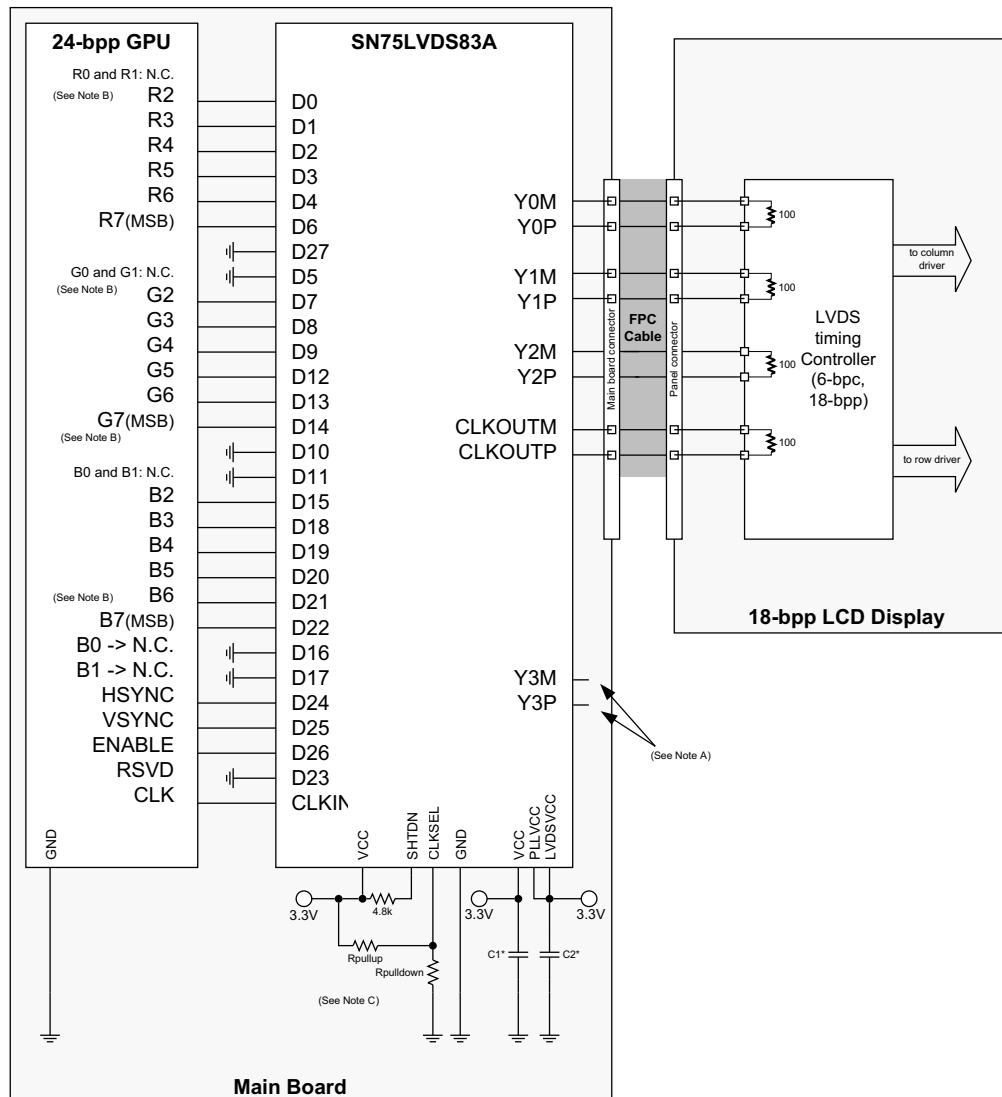 24-bpp GPU
R0 and R1: N.C.
(See Note B)
R2
R3
R4
R5
R6
R7(MSB)
G0 and G1: N.C.
(See Note B)
G2
G3
G4
G5
G6
G7(MSB)
(See Note B)
B0 and B1: N.C.
B2
B3
B4
B5
(See Note B)
B6
B7(MSB)
B0 -> N.C.
B1 -> N.C.
HSYNC
VSYNC
ENABLE
RSVD
CLK
GND
SN75LVDS83A
D0
D1
D2
D3
D4
D6
D27
D5
D7
D8
D9
D12
D13
D14
D10
D11
D15
D18
D19
D20
D21
D22
D16
D17
D24
D25
D26
D23
CLKIN
Y0M
Y0P
Y1M
Y1P
Y2M
Y2P
CLKOUTM
CLKOUTP
Y3M
Y3P
(See Note A)
VCC
SHTDN
CLKSEL
GND
VCC
PLLVCC
LVDSVCC
3.3V
4.8k
3.3V
3.3V
Rpullup
Rpulldown
C1*
C2*
(See Note C)
Main Board
Main board connector
FPC
Cable
Panel connector
100
100
100
100
LVDS
timing
Controller
(6-bpc,
18-bpp)
to column
driver
to row driver
18-bpp LCD Display